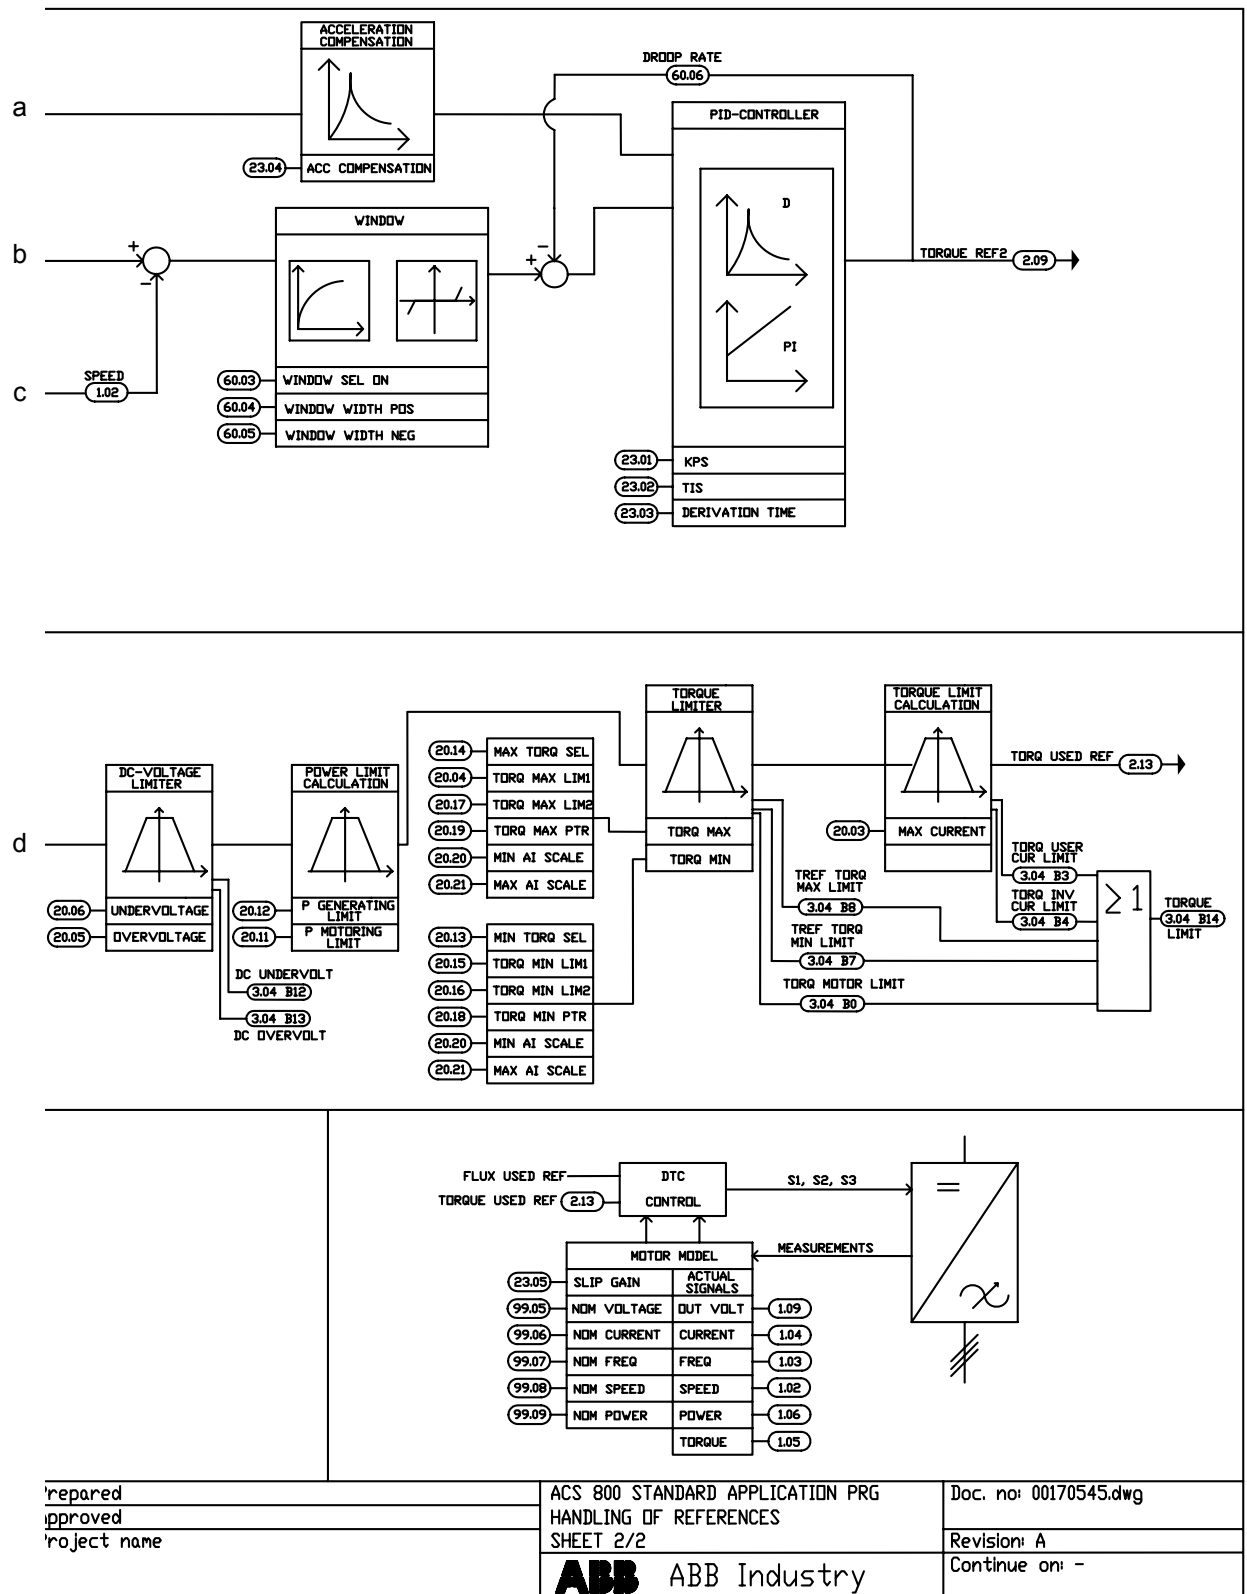 ACCELERATION
COMPENSATION
DROOP RATE
60.06
a
PID-CONTROLLER
23.04
ACC COMPENSATION
WINDOW
D
b
+
−
+
−
TORQUE REF2
2.09
PI
SPEED
c
1.02
60.03
WINDOW SEL ON
60.04
WINDOW WIDTH POS
60.05
WINDOW WIDTH NEG
23.01
KPS
23.02
TIS
23.03
DERIVATION TIME
TORQUE
LIMITER
TORQUE LIMIT
CALCULATION
20.14
MAX TORQ SEL
TORQ USED REF
2.13
DC-VOLTAGE
LIMITER
POWER LIMIT
CALCULATION
20.04
TORQ MAX LIM1
20.17
TORQ MAX LIM2
20.19
TORQ MAX PTR
TORQ MAX
20.03
MAX CURRENT
d
20.20
MIN AI SCALE
TORQ MIN
TORQ USER
CUR LIMIT
3.04 B3
20.21
MAX AI SCALE
TREF TORQ
MAX LIMIT
3.04 B8
TORQ INV
CUR LIMIT
3.04 B4
≥1
TORQUE
3.04 B14
LIMIT
20.06
UNDERVOLTAGE
20.12
P GENERATING
LIMIT
20.05
OVERVOLTAGE
20.11
P MOTORING
LIMIT
20.13
MIN TORQ SEL
TREF TORQ
MIN LIMIT
3.04 B7
20.15
TORQ MIN LIM1
DC UNDERVOLT
3.04 B12
20.16
TORQ MIN LIM2
TORQ MOTOR LIMIT
3.04 B0
3.04 B13
DC OVERVOLT
20.18
TORQ MIN PTR
20.20
MIN AI SCALE
20.21
MAX AI SCALE
FLUX USED REF
DTC
CONTROL
S1, S2, S3
TORQUE USED REF
2.13
MOTOR MODEL
MEASUREMENTS
23.05
SLIP GAIN
ACTUAL
SIGNALS
99.05
NOM VOLTAGE
OUT VOLT
1.09
99.06
NOM CURRENT
CURRENT
1.04
99.07
NOM FREQ
FREQ
1.03
99.08
NOM SPEED
SPEED
1.02
99.09
NOM POWER
POWER
1.06
TORQUE
1.05
repared
pproved
roject name
ACS 800 STANDARD APPLICATION PRG
HANDLING OF REFERENCES
SHEET 2/2
Doc. no: 00170545.dwg
Revision: A
Continue on: -
ABB
ABB Industry